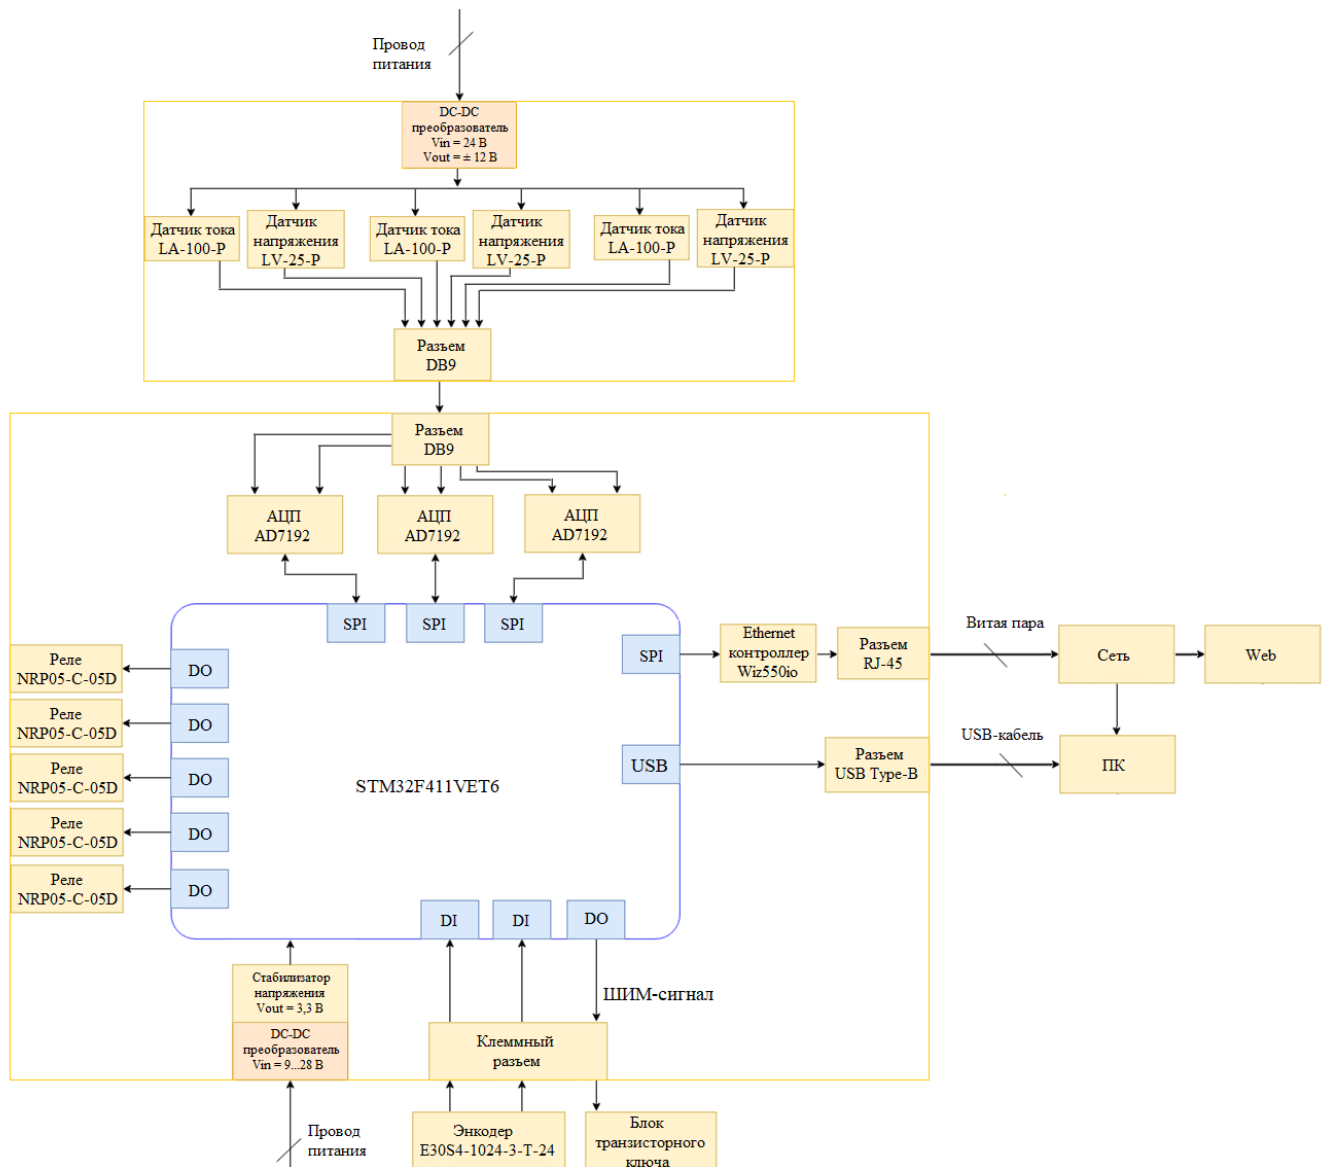 Провод
питания
DC-DC
преобразователь
Vin = 24 В
Vout = ± 12 В
Датчик тока
LA-100-P
Датчик
напряжения
LV-25-P
Датчик тока
LA-100-P
Датчик
напряжения
LV-25-P
Датчик тока
LA-100-P
Датчик
напряжения
LV-25-P
Разъем
DB9
Разъем
DB9
АЦП
AD7192
АЦП
AD7192
АЦП
AD7192
SPI
SPI
SPI
SPI
Ethernet
контроллер
Wiz550io
Разъем
RJ-45
Витая пара
Сеть
Web
Реле
NRP05-C-05D
DO
Реле
NRP05-C-05D
DO
Реле
NRP05-C-05D
DO
Реле
NRP05-C-05D
DO
Реле
NRP05-C-05D
DO
STM32F411VET6
USB
Разъем
USB Type-B
USB-кабель
ПК
DI
DI
DO
ШИМ-сигнал
Стабилизатор
напряжения
Vout = 3,3 В
DC-DC
преобразователь
Vin = 9...28 В
Клеммный
разъем
Провод
питания
Энкодер
E30S4-1024-3-T-24
Блок
транзисторного
ключа